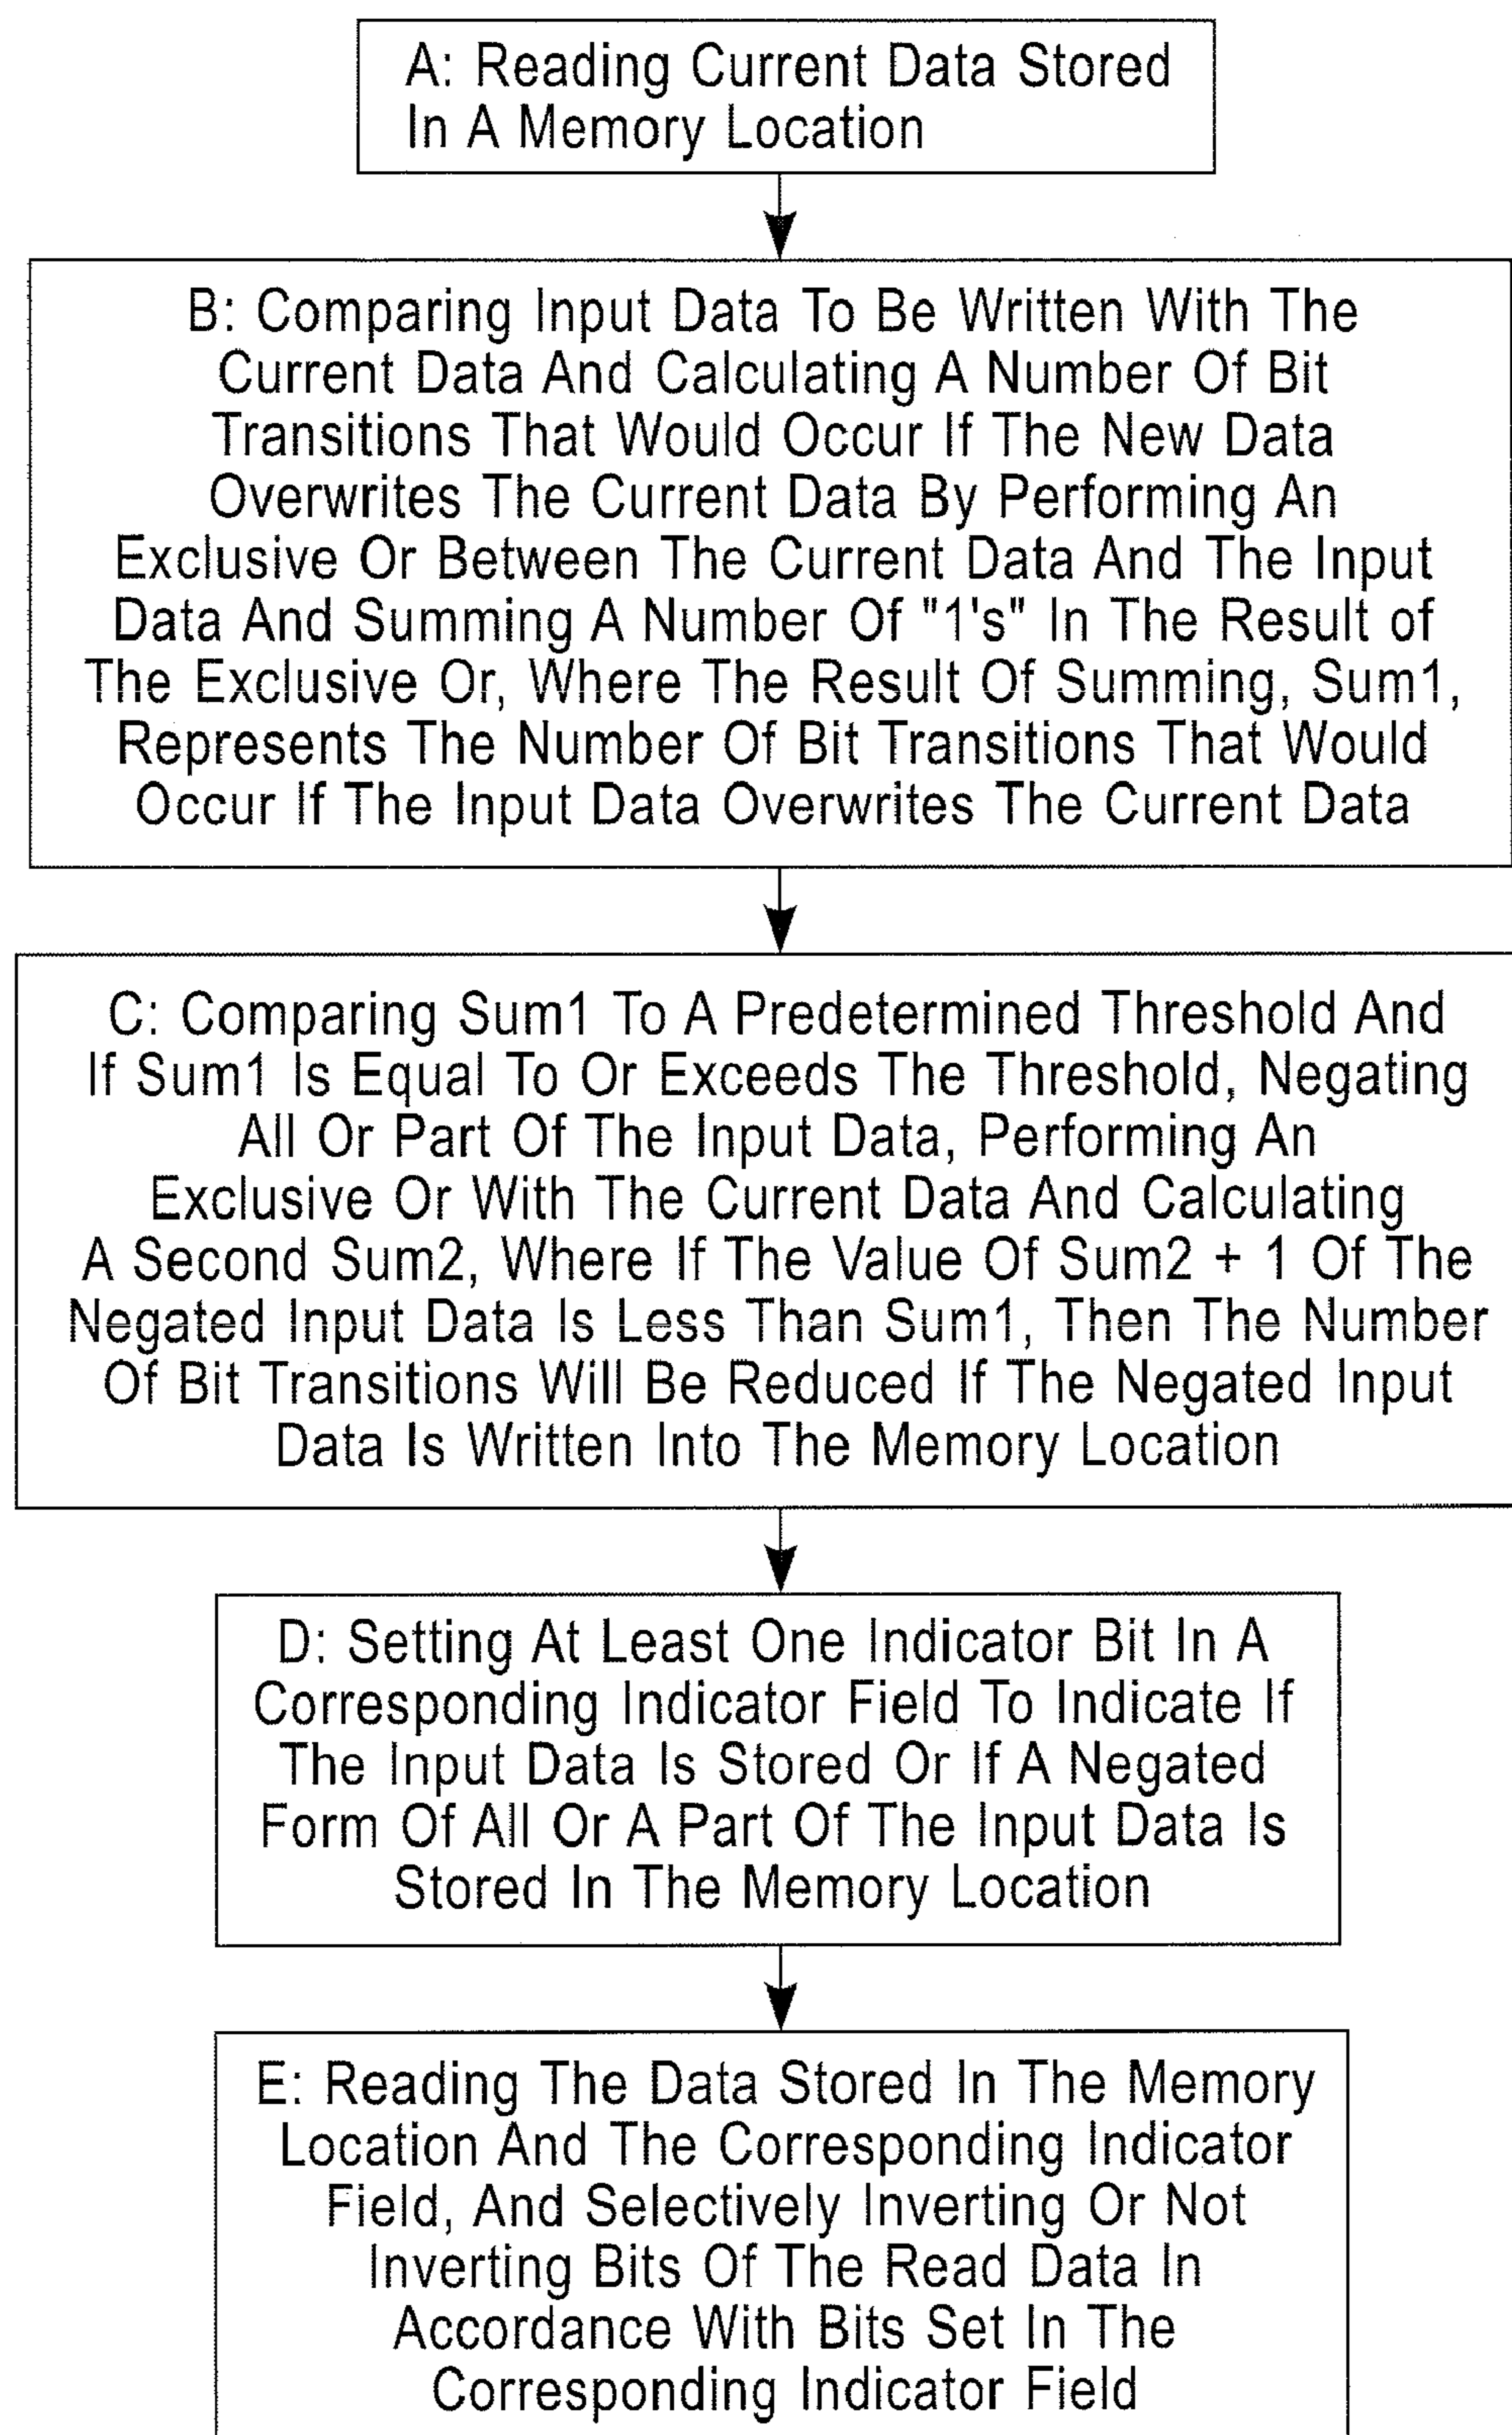 A: Reading Current Data Stored
In A Memory Location
B: Comparing Input Data To Be Written With The
Current Data And Calculating A Number Of Bit
Transitions That Would Occur If The New Data
Overwrites The Current Data By Performing An
Exclusive Or Between The Current Data And The Input
Data And Summing A Number Of "1's" In The Result of
The Exclusive Or, Where The Result Of Summing, Sum1,
Represents The Number Of Bit Transitions That Would
Occur If The Input Data Overwrites The Current Data
C: Comparing Sum1 To A Predetermined Threshold And
If Sum1 Is Equal To Or Exceeds The Threshold, Negating
All Or Part Of The Input Data, Performing An
Exclusive Or With The Current Data And Calculating
A Second Sum2, Where If The Value Of Sum2 + 1 Of The
Negated Input Data Is Less Than Sum1, Then The Number
Of Bit Transitions Will Be Reduced If The Negated Input
Data Is Written Into The Memory Location
D: Setting At Least One Indicator Bit In A
Corresponding Indicator Field To Indicate If
The Input Data Is Stored Or If A Negated
Form Of All Or A Part Of The Input Data Is
Stored In The Memory Location
E: Reading The Data Stored In The Memory
Location And The Corresponding Indicator
Field, And Selectively Inverting Or Not
Inverting Bits Of The Read Data In
Accordance With Bits Set In The
Corresponding Indicator Field